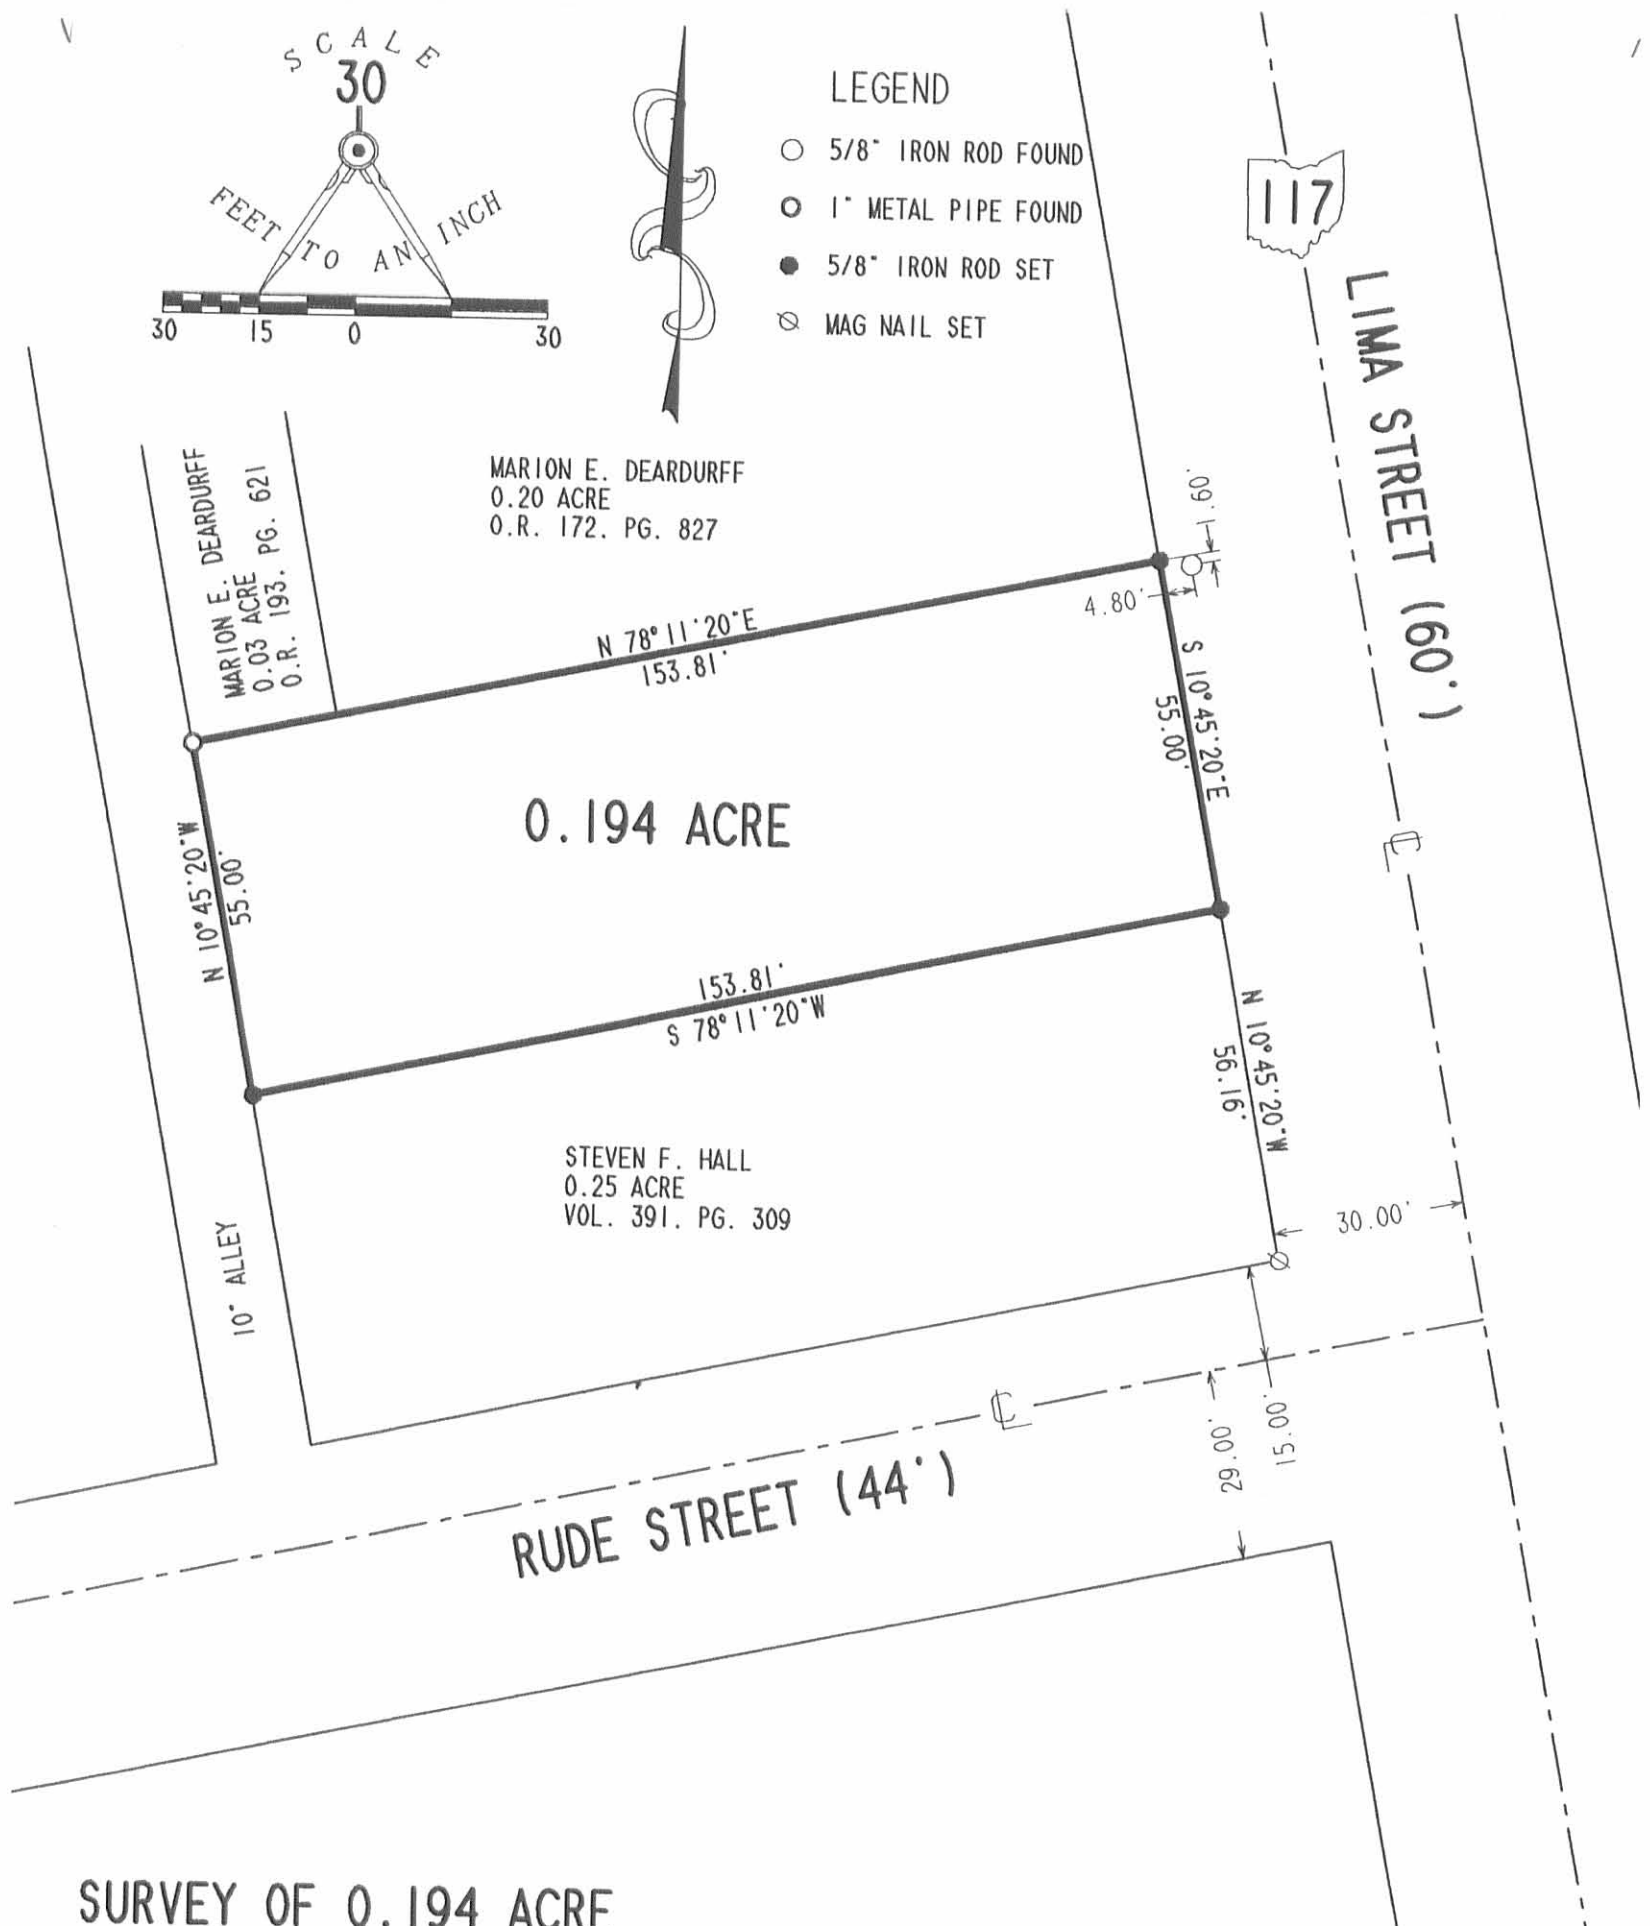 SCALE
30
FEET TO AN INCH
30 15 0 30
LEGEND
5/8" IRON ROD FOUND
1" METAL PIPE FOUND
5/8" IRON ROD SET
MAG NAIL SET
117
LIMA STREET (60')
MARION E. DEARDURFF
0.03 ACRE
O.R. 193. PG. 621
MARION E. DEARDURFF
0.20 ACRE
O.R. 172. PG. 827
1.60'
4.80'
N 78°11'20"E
153.81'
S 10°45'20"E
55.00'
0.194 ACRE
N 10°45'20"W
55.00'
153.81'
S 78°11'20"W
N 10°45'20"W
56.16'
STEVEN F. HALL
0.25 ACRE
VOL. 391. PG. 309
30.00'
10' ALLEY
℄
℄
29.00'
15.00'
RUDE STREET (44')
SURVEY OF 0.194 ACRE